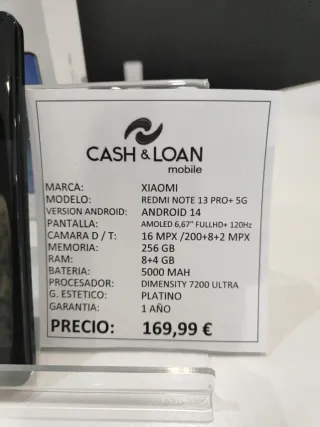 CASH & LOAN
mobile
MARCA: XIAOMI
MODELO: REDMI NOTE 13 PRO+ 5G
VERSION ANDROID: ANDROID 14
PANTALLA: AMOLED 6,67" FULLHD+ 120Hz
CAMARA D / T: 16 MPX /200+8+2 MPX
MEMORIA: 256 GB
RAM: 8+4 GB
BATERIA: 5000 MAH
PROCESADOR: DIMENSITY 7200 ULTRA
G. ESTETICO: PLATINO
GARANTIA: 1 AÑO
PRECIO: 169,99 €